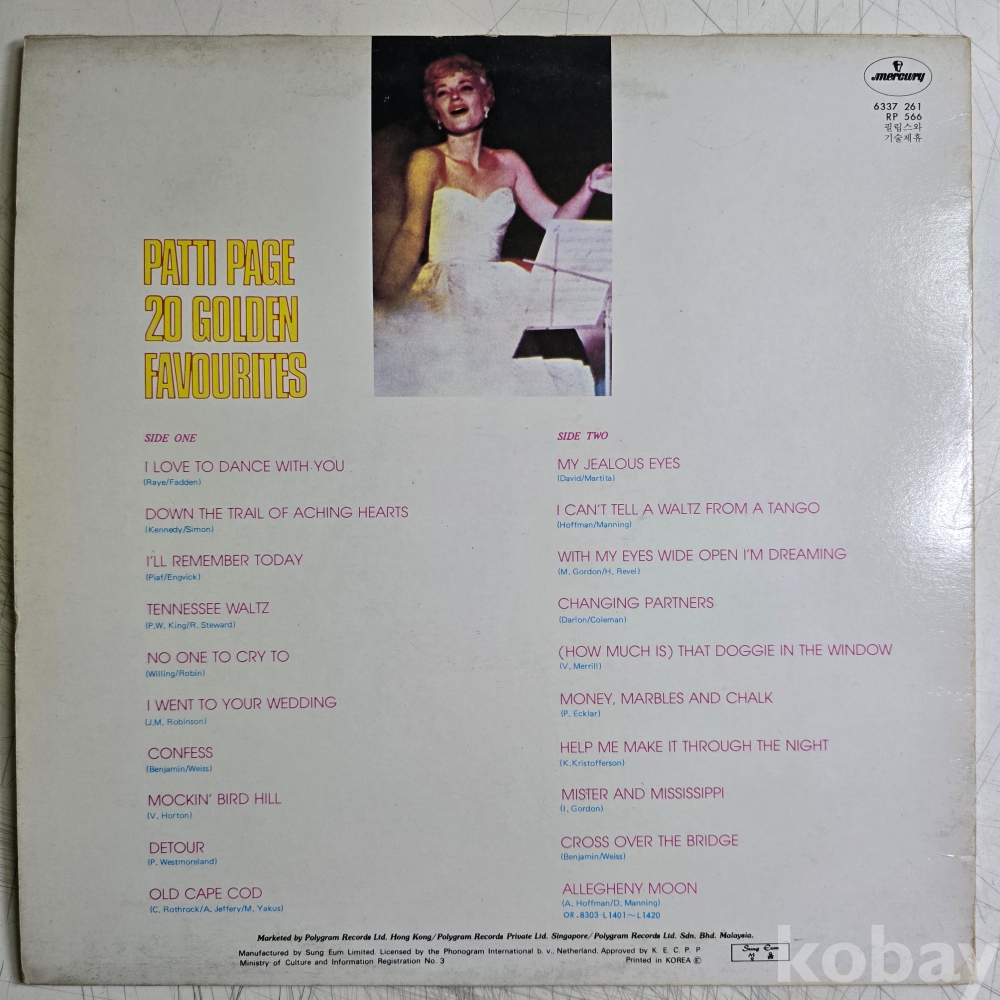 mercury
6337 261
RP 566
필립스와
기술제휴
PATTI PAGE
20 GOLDEN
FAVOURITES
SIDE ONE
I LOVE TO DANCE WITH YOU
(Raye/Fadden)
DOWN THE TRAIL OF ACHING HEARTS
(Kennedy/Simon)
I'LL REMEMBER TODAY
(Piaf/Engvick)
TENNESSEE WALTZ
(P.W. King/R. Steward)
NO ONE TO CRY TO
(Willing/Robin)
I WENT TO YOUR WEDDING
(J.M. Robinson)
CONFESS
(Benjamin/Weiss)
MOCKIN' BIRD HILL
(V. Horton)
DETOUR
(P. Westmoreland)
OLD CAPE COD
(C. Rothrock/A. Jeffery/M. Yakus)
SIDE TWO
MY JEALOUS EYES
(David/Martita)
I CAN'T TELL A WALTZ FROM A TANGO
(Hoffman/Manning)
WITH MY EYES WIDE OPEN I'M DREAMING
(M. Gordon/H. Revel)
CHANGING PARTNERS
(Darion/Coleman)
(HOW MUCH IS) THAT DOGGIE IN THE WINDOW
(V. Merrill)
MONEY, MARBLES AND CHALK
(P. Ecklar)
HELP ME MAKE IT THROUGH THE NIGHT
(K.Kristofferson)
MISTER AND MISSISSIPPI
(I. Gordon)
CROSS OVER THE BRIDGE
(Benjamin/Weiss)
ALLEGHENY MOON
(A. Hoffman/D. Manning)
OR. 8303-L1401~L1420
Marketed by Polygram Records Ltd. Hong Kong/Polygram Records Private Ltd. Singapore/Polygram Records Ltd. Sdn. Bhd. Malaysia.
Manufactured by Sung Eum Limited. Licensed by the Phonogram International b. v., Netherland. Approved by K. E. C. P. P
Ministry of Culture and Information Registration No. 3
Printed in KOREA Ⓔ
Sung Eum
kobay